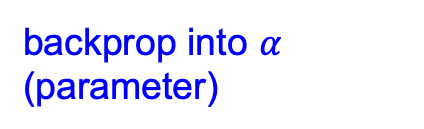 backprop into α
(parameter)